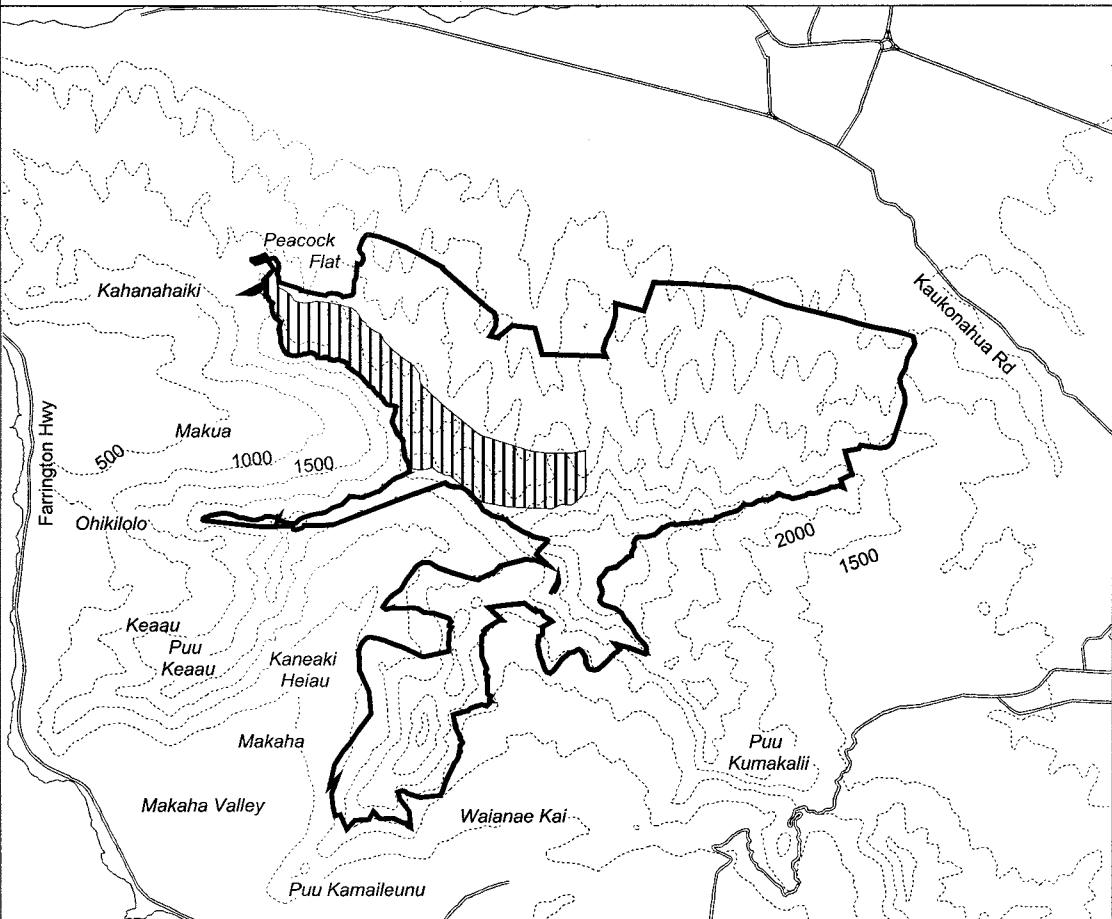 Peacock
Flat
Kahanahaiki
Kaukonahua Rd
Farrington Hwy
Makua
500
1000
1500
Ohikilolo
2000
1500
Keaau
Puu
Keaau
Kaneaki
Heiau
Makaha
Puu
Kumakalii
Makaha Valley
Waianae Kai
Puu Kamaileunu